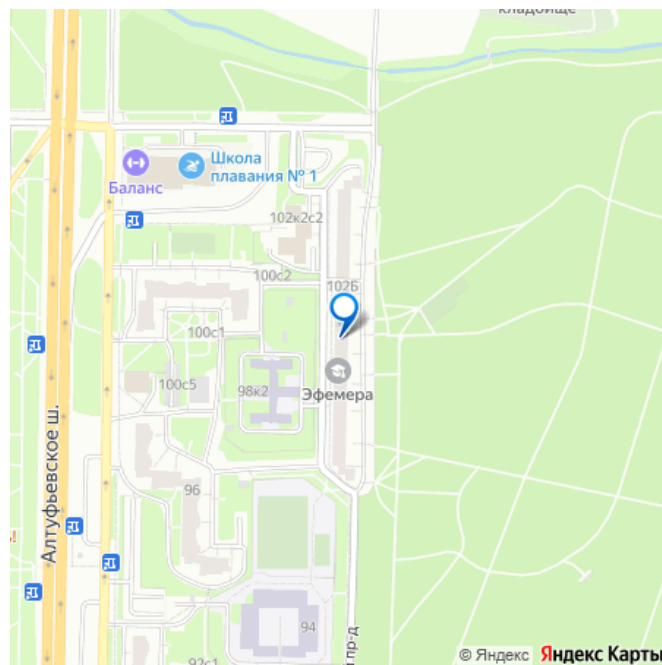 кладбище
Школа
плавания № 1
Баланс
102к2с2
100с2
102Б
100с1
100с5
98к2
Эфемера
96
Алтуфьевское ш.
94
92с1
пр-д
© Яндекс Яндекс Карты